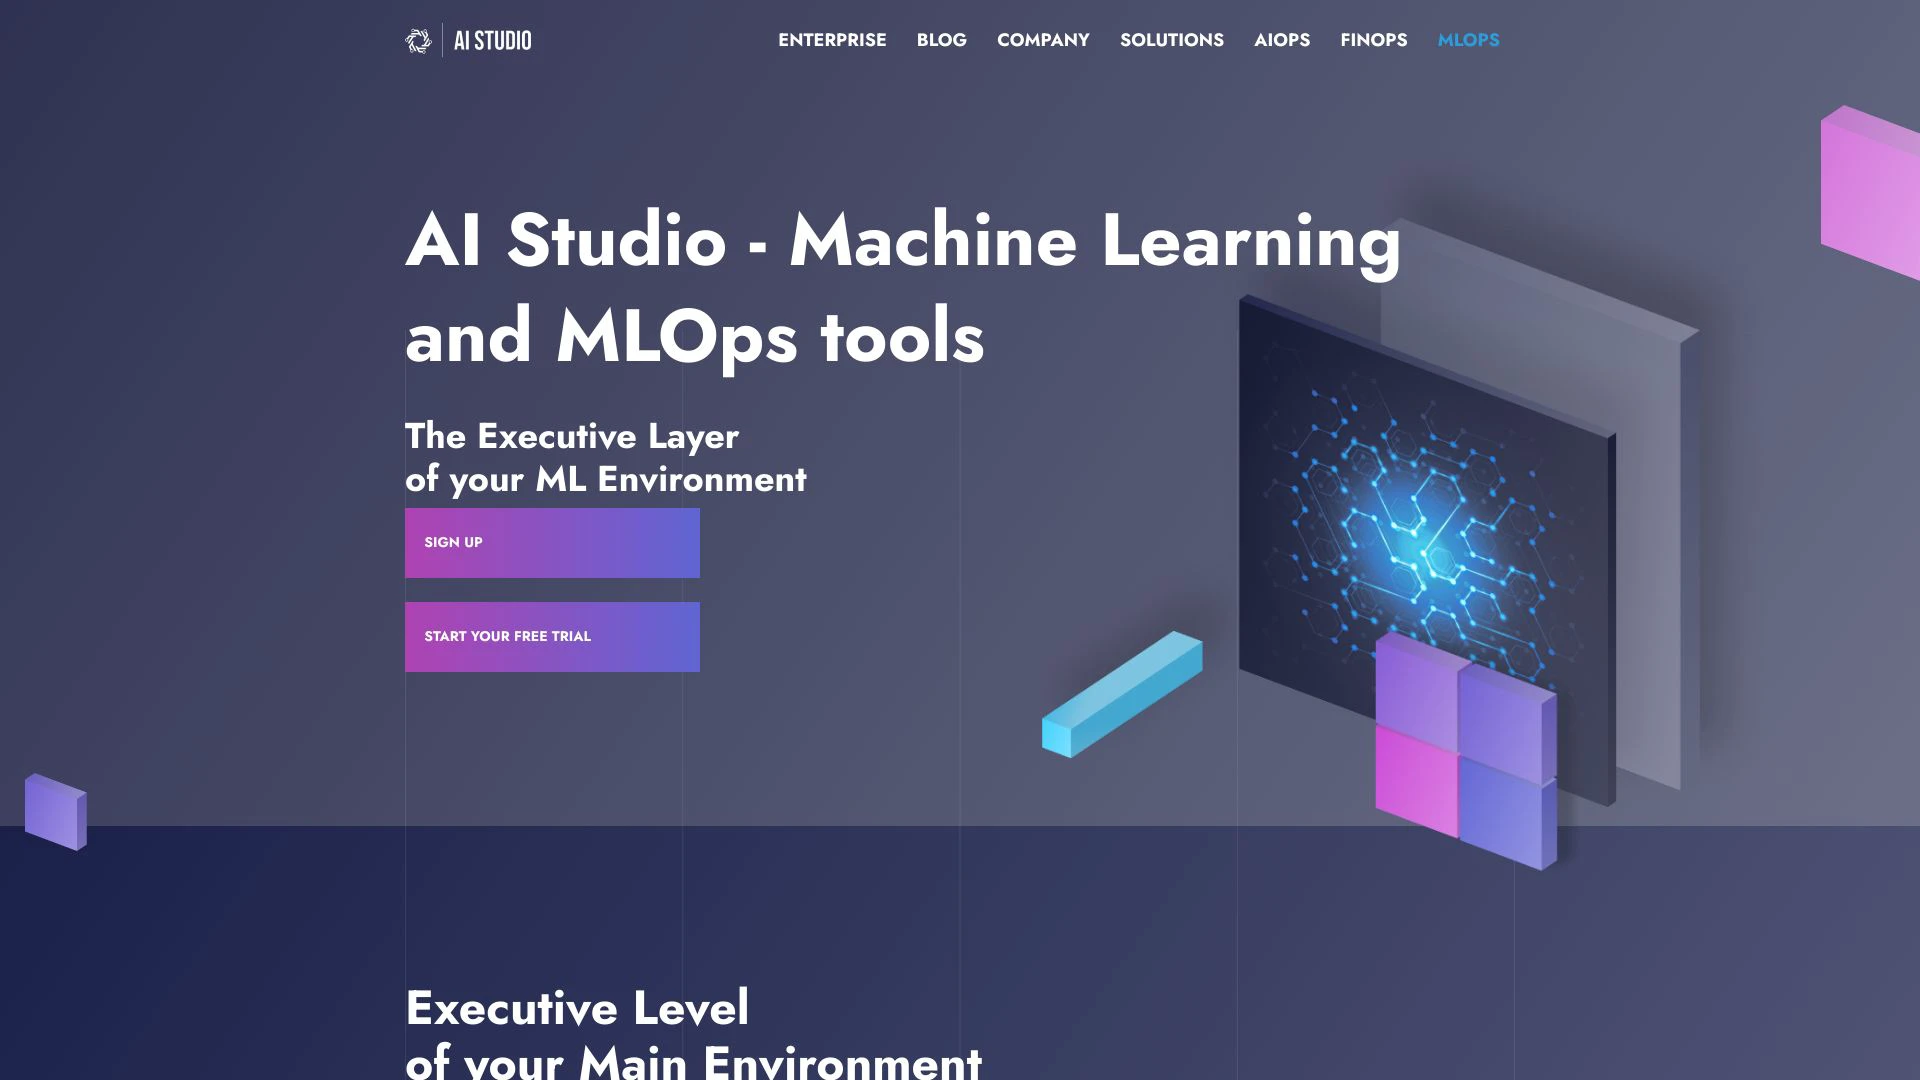 AI STUDIO
ENTERPRISE BLOG COMPANY SOLUTIONS AIOPS FINOPS MLOPS
AI Studio - Machine Learning
and MLOps tools
The Executive Layer
of your ML Environment
SIGN UP
START YOUR FREE TRIAL
Executive Level
of your Main Environment